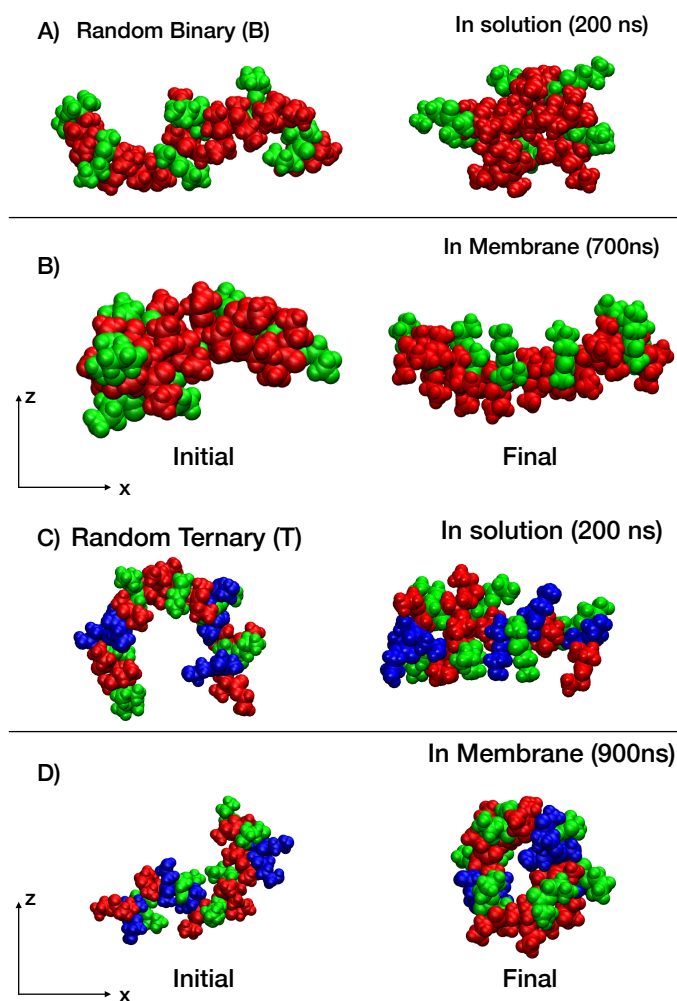 A) Random Binary (B) In solution (200 ns)
B) In Membrane (700ns)
z
x
Initial Final
C) Random Ternary (T) In solution (200 ns)
D) In Membrane (900ns)
z
x
Initial Final